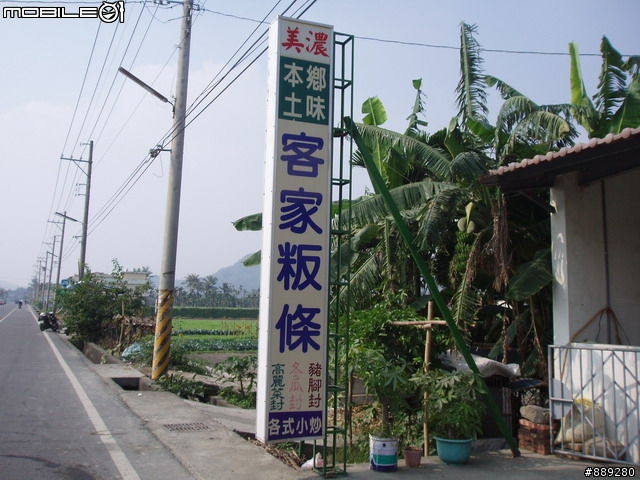 MOBILE01
美濃
本土鄉味
客家粄條
高麗菜封
冬瓜封
豬腳封
各式小炒
#889280